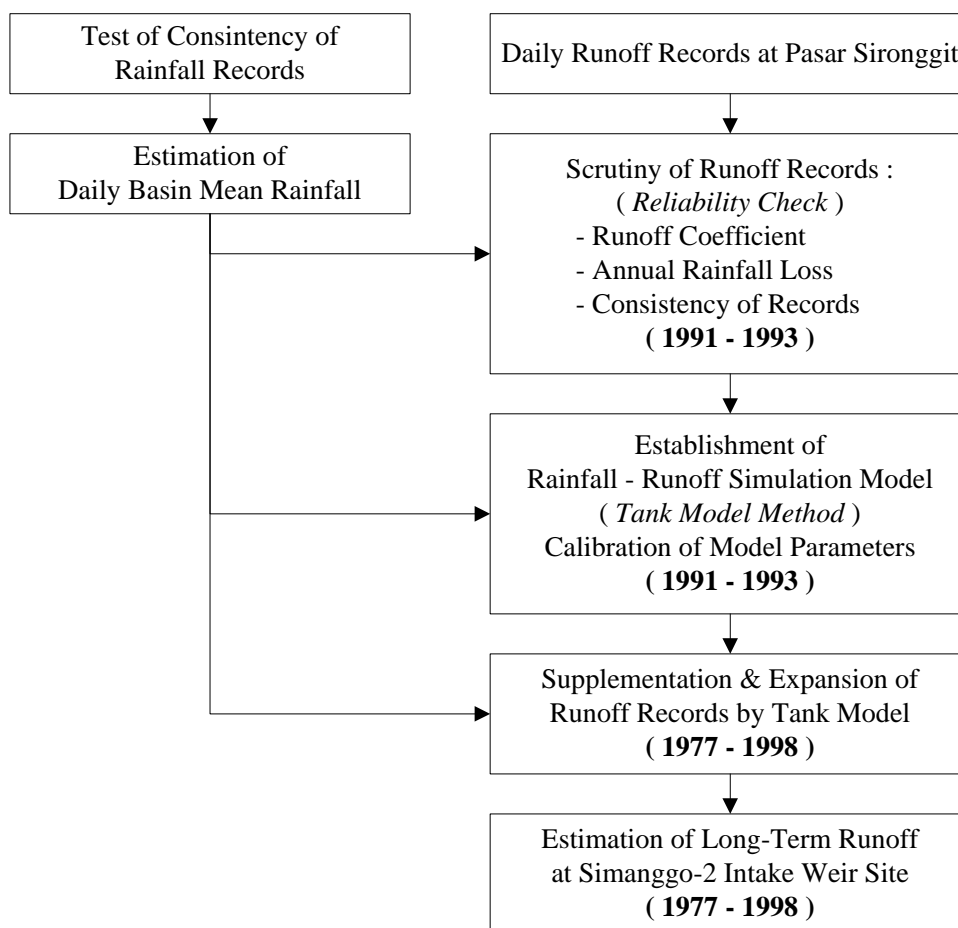 Test of Consintency of
Rainfall Records
Daily Runoff Records at Pasar Sironggit
Estimation of
Daily Basin Mean Rainfall
Scrutiny of Runoff Records :
( Reliability Check )
- Runoff Coefficient
- Annual Rainfall Loss
- Consistency of Records
( 1991 - 1993 )
Establishment of
Rainfall - Runoff Simulation Model
( Tank Model Method )
Calibration of Model Parameters
( 1991 - 1993 )
Supplementation & Expansion of
Runoff Records by Tank Model
( 1977 - 1998 )
Estimation of Long-Term Runoff
at Simanggo-2 Intake Weir Site
( 1977 - 1998 )